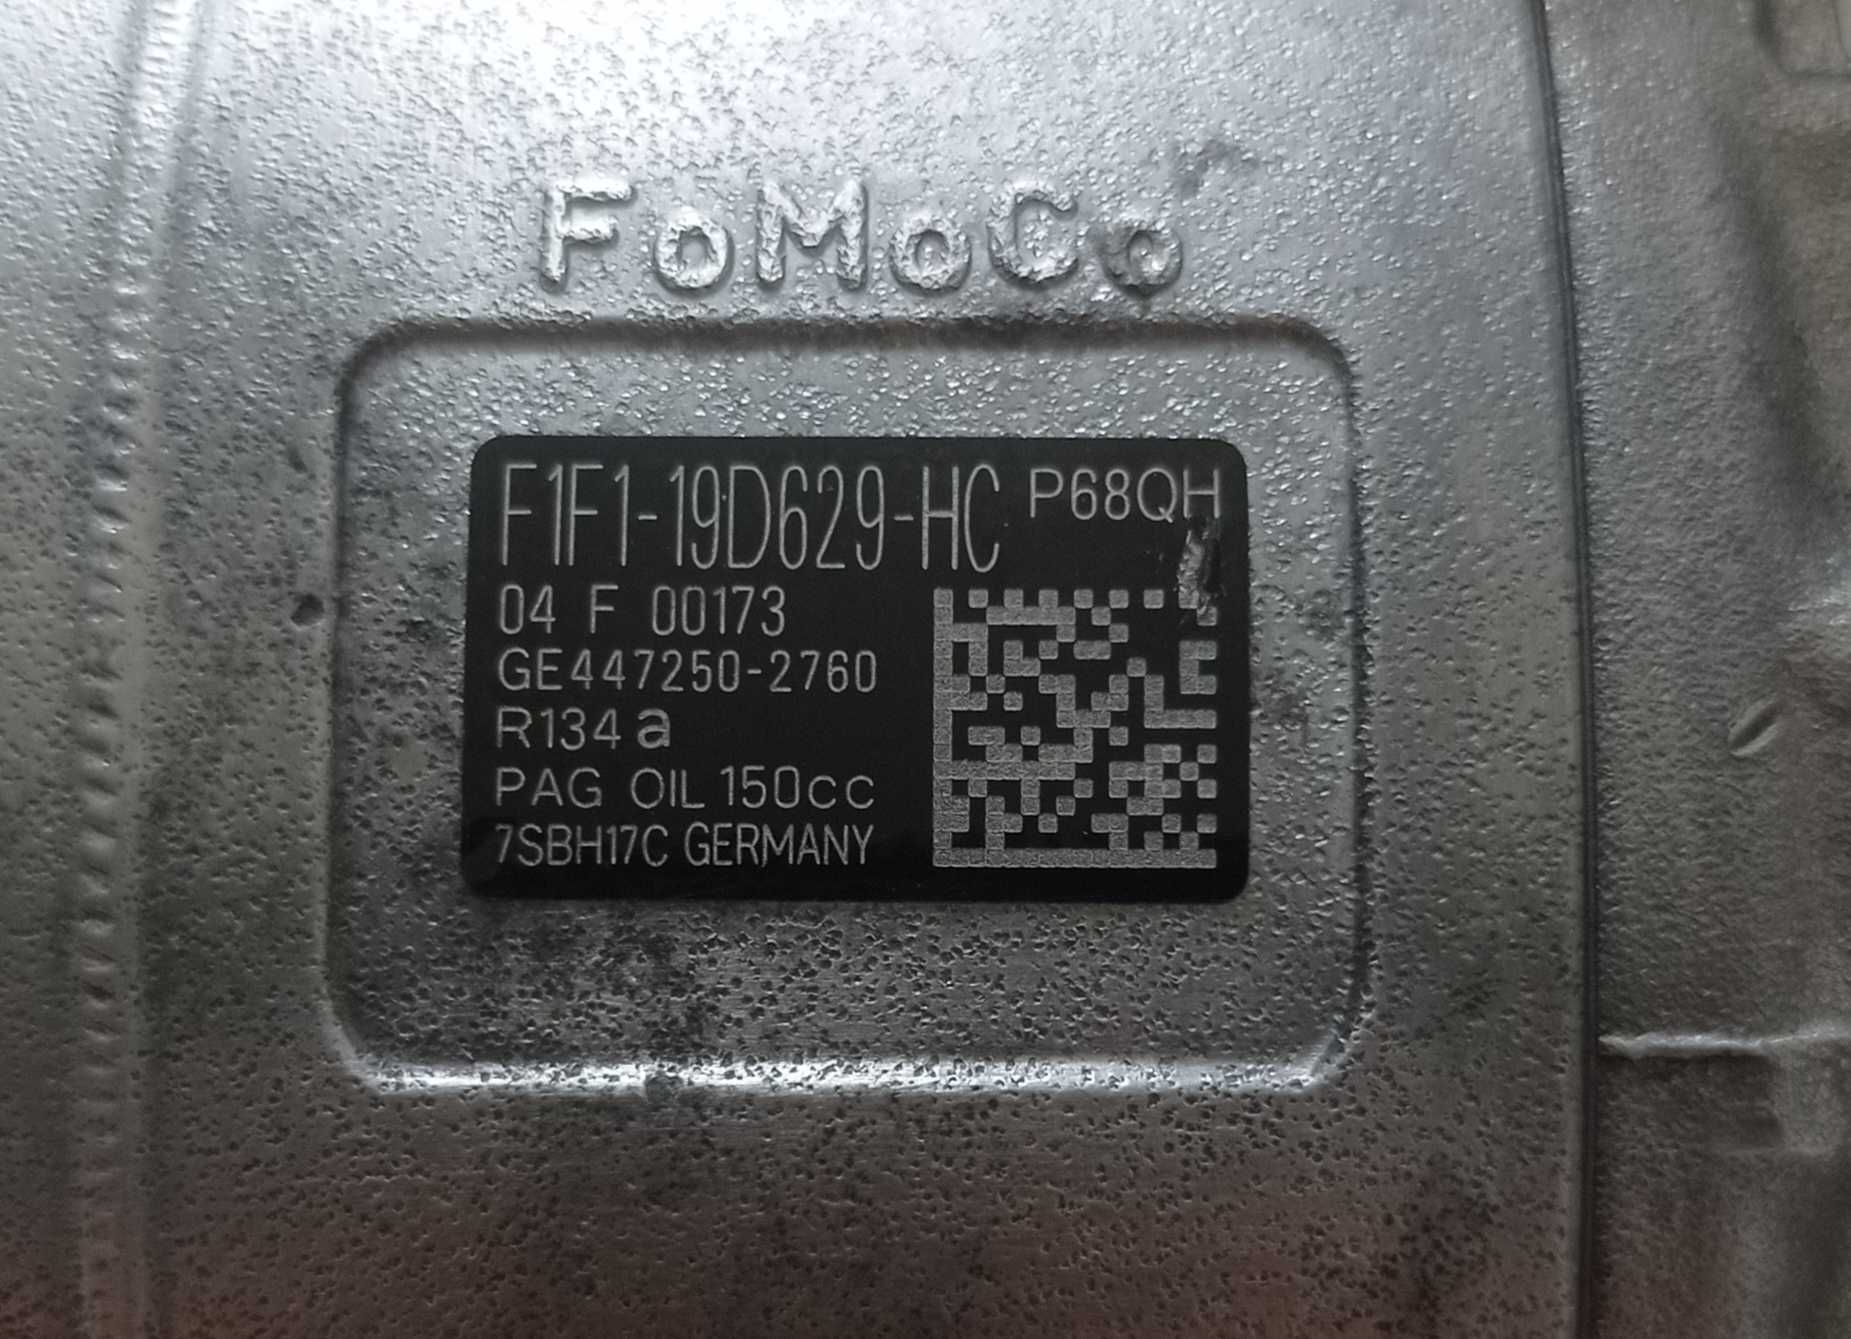 FoMoCo
F1F1-19D629-HC P68QH
04 F 00173
GE447250-2760
R134a
PAG OIL 150cc
7SBH17C GERMANY